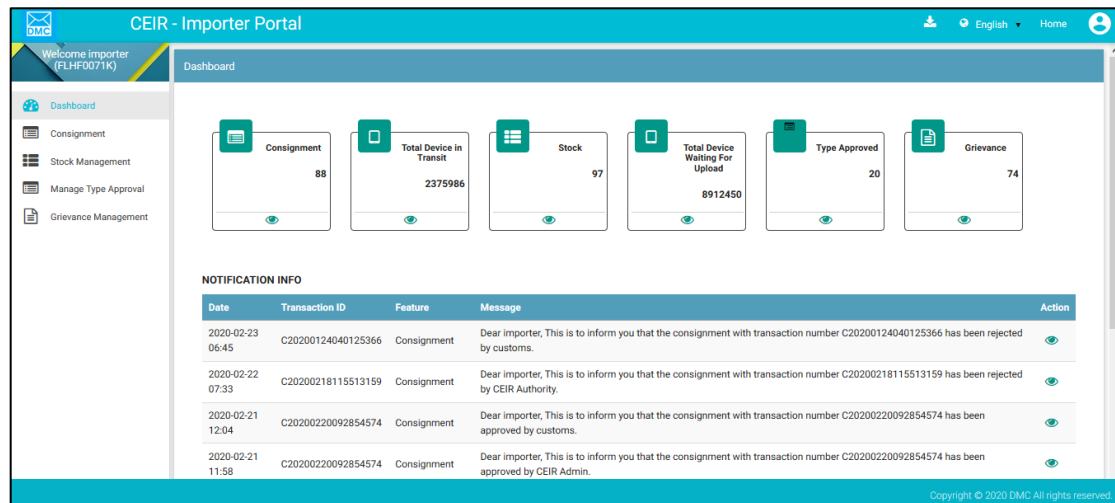 DMC
CEIR - Importer Portal
English
Home
Welcome importer
(FLHF0071K)
Dashboard
Dashboard
Consignment
Stock Management
Manage Type Approval
Grievance Management
Consignment
88
Total Device in
Transit
2375986
Stock
97
Total Device
Waiting For
Upload
8912450
Type Approved
20
Grievance
74
NOTIFICATION INFO
Date Transaction ID Feature Message Action
2020-02-23
06:45
C20200124040125366 Consignment
Dear importer, This is to inform you that the consignment with transaction number C20200124040125366 has been rejected
by customs.
2020-02-22
07:33
C20200218115513159 Consignment
Dear importer, This is to inform you that the consignment with transaction number C20200218115513159 has been rejected
by CEIR Authority.
2020-02-21
12:04
C20200220092854574 Consignment
Dear importer, This is to inform you that the consignment with transaction number C20200220092854574 has been
approved by customs.
2020-02-21
11:58
C20200220092854574 Consignment
Dear importer, This is to inform you that the consignment with transaction number C20200220092854574 has been
approved by CEIR Admin.
Copyright © 2020 DMC All rights reserved.